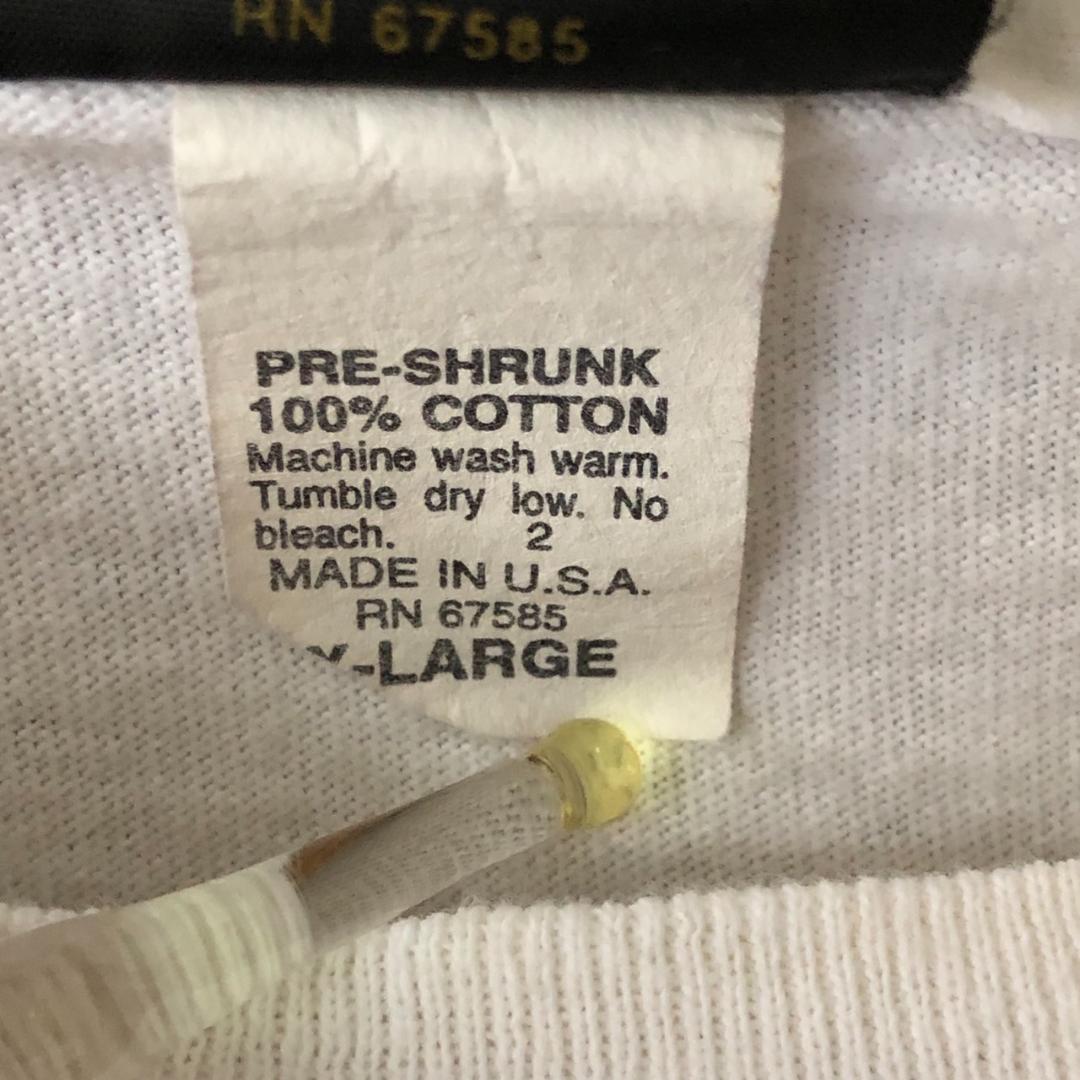 RN 67585
PRE-SHRUNK
100% COTTON
Machine wash warm.
Tumble dry low. No
bleach. 2
MADE IN U.S.A.
RN 67585
X-LARGE